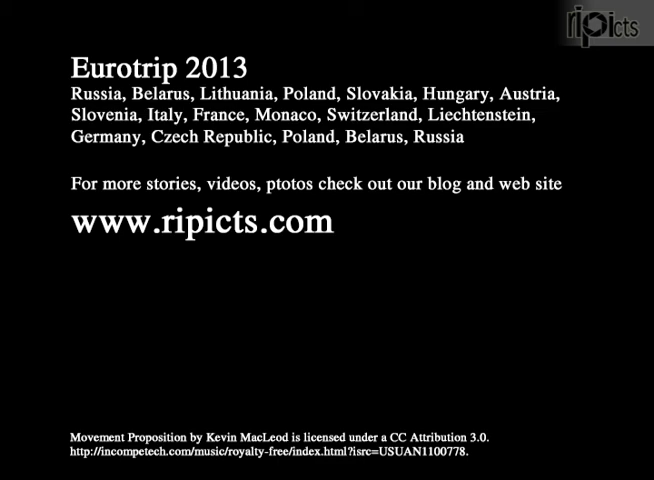 ripicts
Eurotrip 2013
Russia, Belarus, Lithuania, Poland, Slovakia, Hungary, Austria,
Slovenia, Italy, France, Monaco, Switzerland, Liechtenstein,
Germany, Czech Republic, Poland, Belarus, Russia
For more stories, videos, ptotos check out our blog and web site
www.ripicts.com
Movement Proposition by Kevin MacLeod is licensed under a CC Attribution 3.0.
http://incompetech.com/music/royalty-free/index.html?isrc=USUAN1100778.